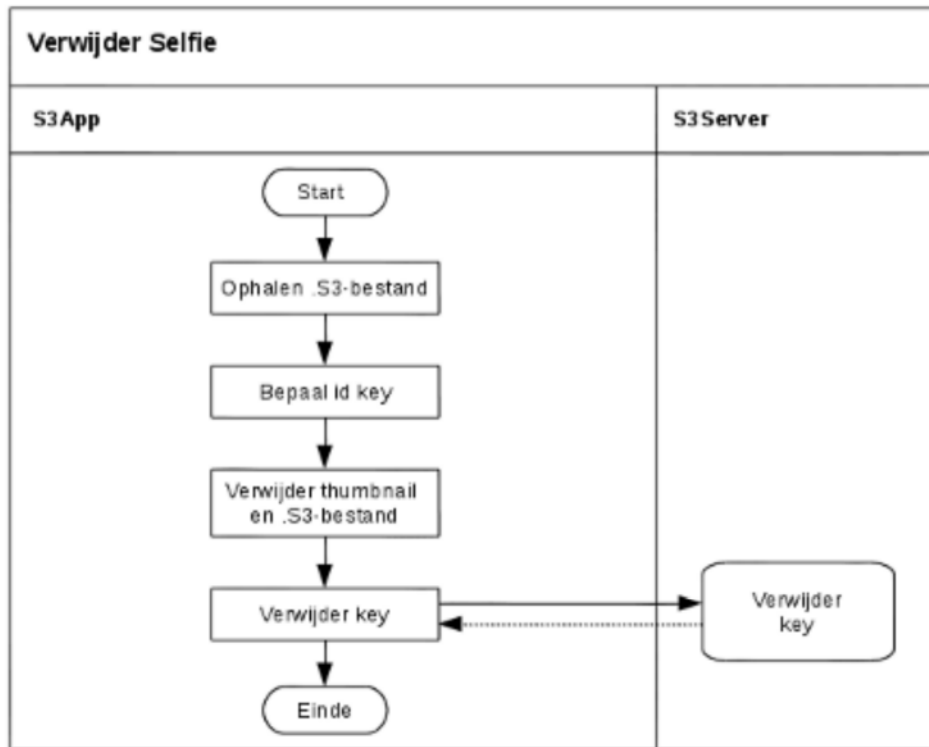 Verwijder Selfie
S3App
S3Server
Start
Ophalen .S3-bestand
Bepaal id key
Verwijder thumbnail
en .S3-bestand
Verwijder key
Verwijder
key
Einde